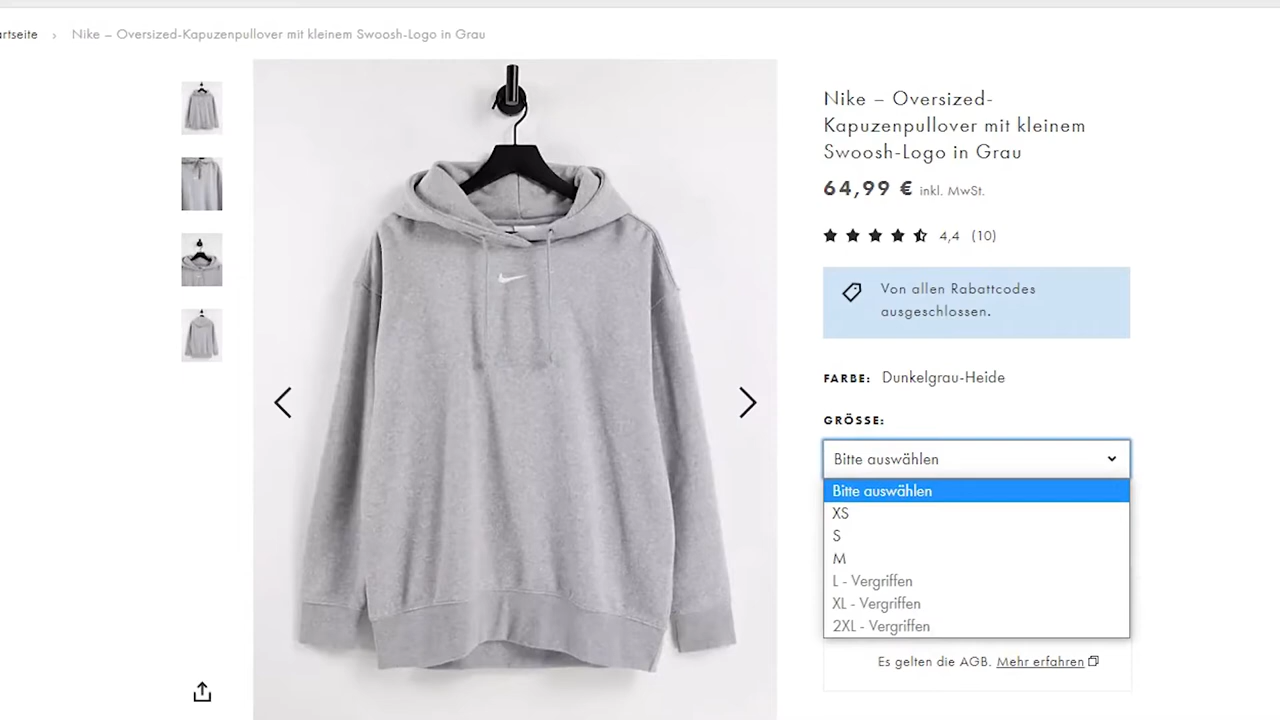 rtseite › Nike – Oversized-Kapuzenpullover mit kleinem Swoosh-Logo in Grau
Nike – Oversized-
Kapuzenpullover mit kleinem
Swoosh-Logo in Grau
64,99 € inkl. MwSt.
4,4 (10)
Von allen Rabattcodes
ausgeschlossen.
FARBE: Dunkelgrau-Heide
GRÖSSE:
Bitte auswählen
Bitte auswählen
XS
S
M
L - Vergriffen
XL - Vergriffen
2XL - Vergriffen
Es gelten die AGB. Mehr erfahren